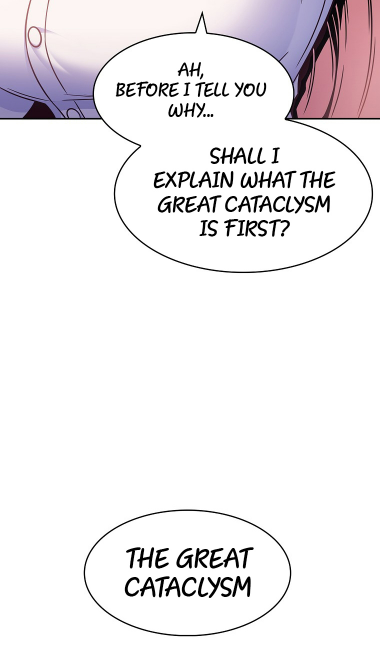 AH,
BEFORE I TELL YOU
WHY...
SHALL I
EXPLAIN WHAT THE
GREAT CATACLYSM
IS FIRST?
THE GREAT
CATACLYSM